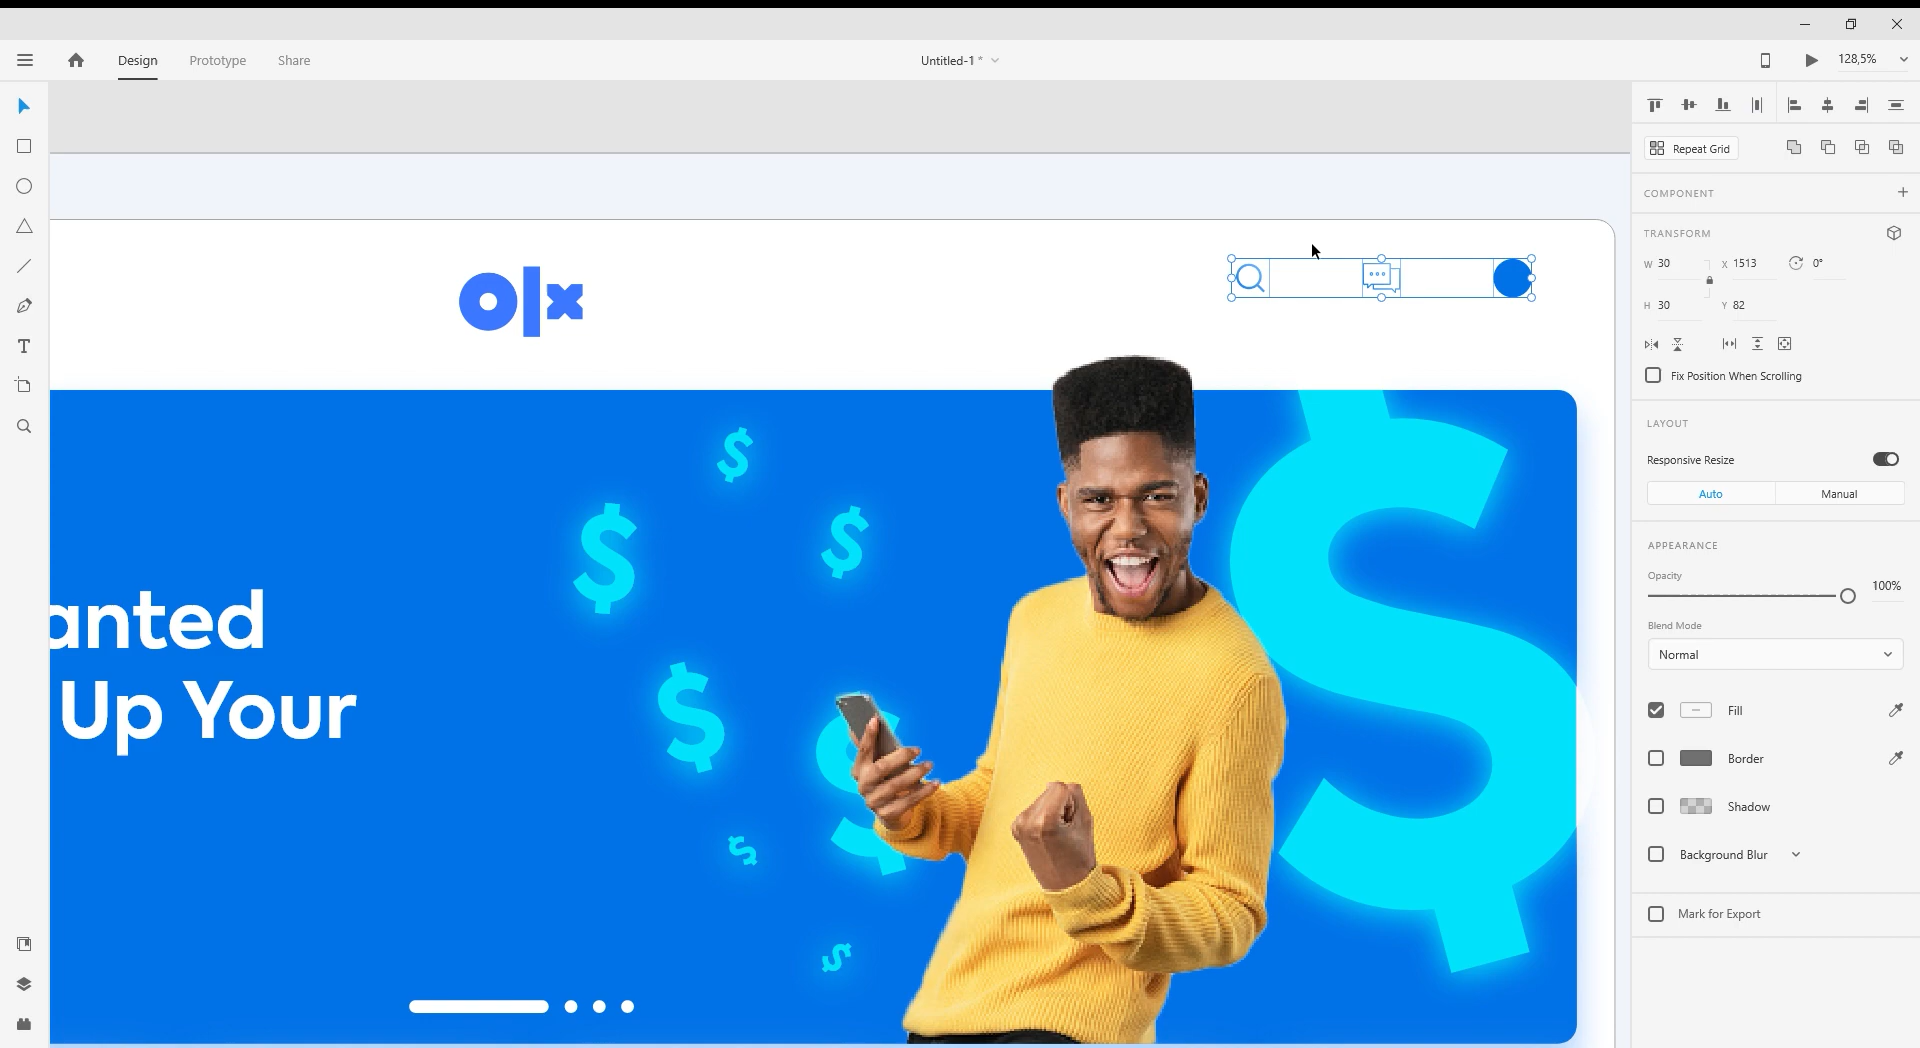 Design Prototype Share
Untitled-1 *
128,5%
Repeat Grid
COMPONENT
TRANSFORM
W 30 X 1513 0°
H 30 Y 82
Fix Position When Scrolling
LAYOUT
Responsive Resize
Auto Manual
APPEARANCE
Opacity
100%
Blend Mode
Normal
Fill
Border
Shadow
Background Blur
Mark for Export
olx
anted
Up Your
$
$
$
$
$
$
$
$